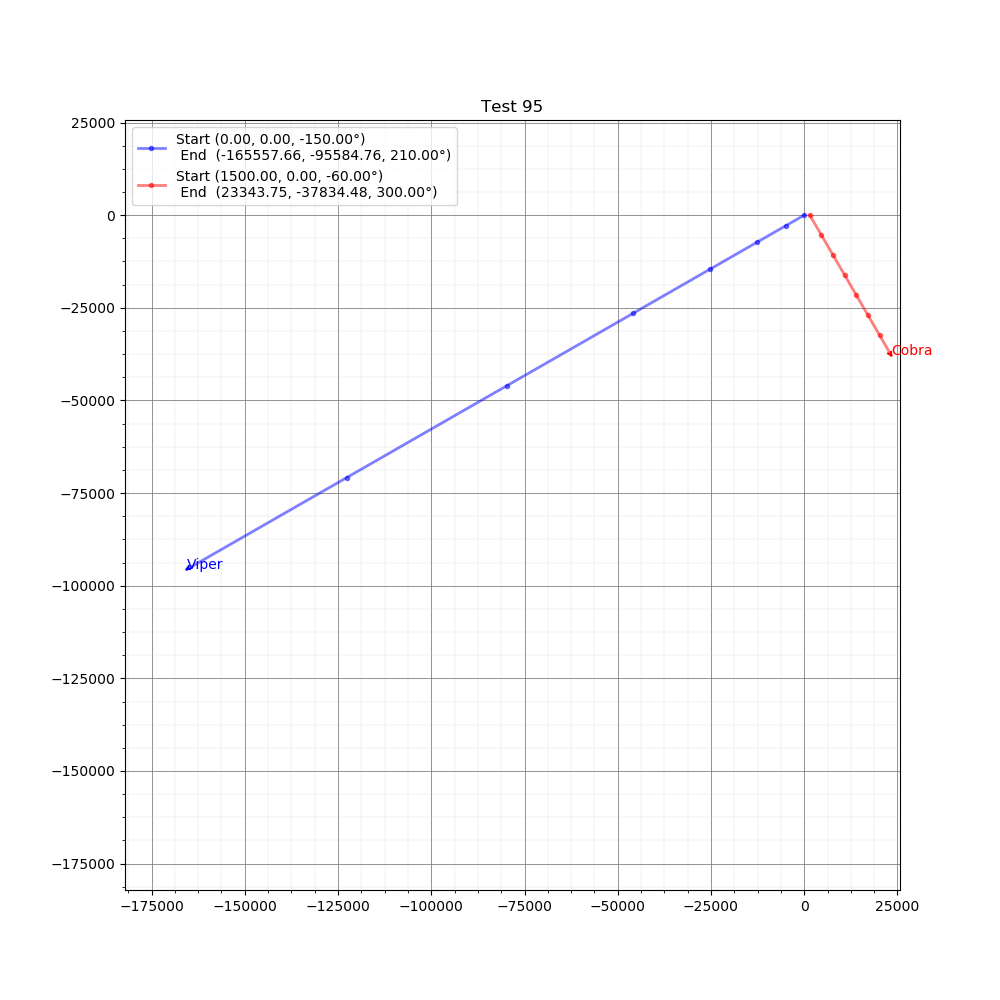 Test 95
Start (0.00, 0.00, -150.00°)
End (-165557.66, -95584.76, 210.00°)
Start (1500.00, 0.00, -60.00°)
End (23343.75, -37834.48, 300.00°)
25000
0
−25000
−50000
−75000
−100000
−125000
−150000
−175000
Cobra
Viper
−175000 −150000 −125000 −100000 −75000 −50000 −25000 0 25000